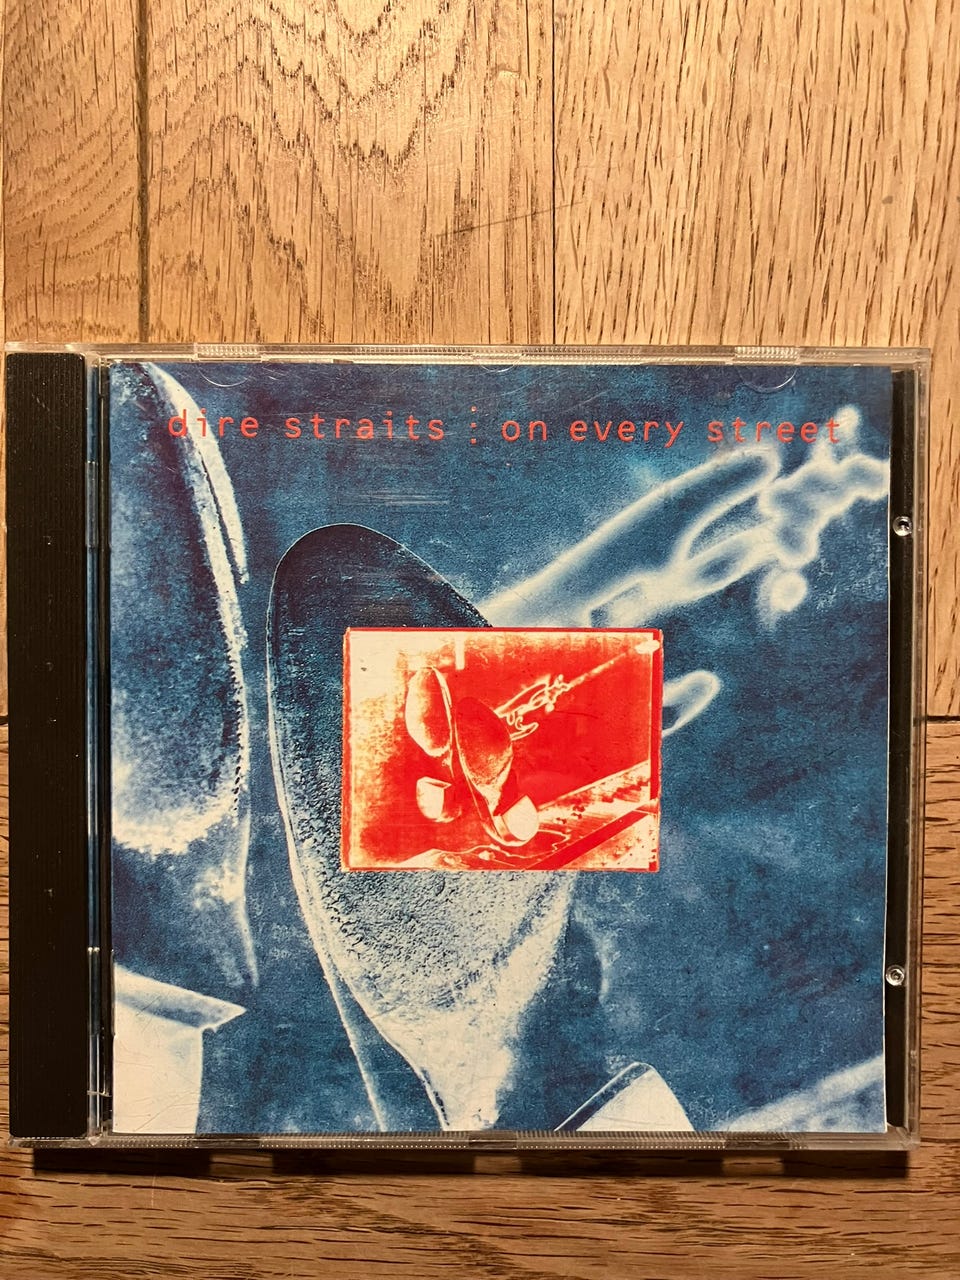 dire straits : on every street